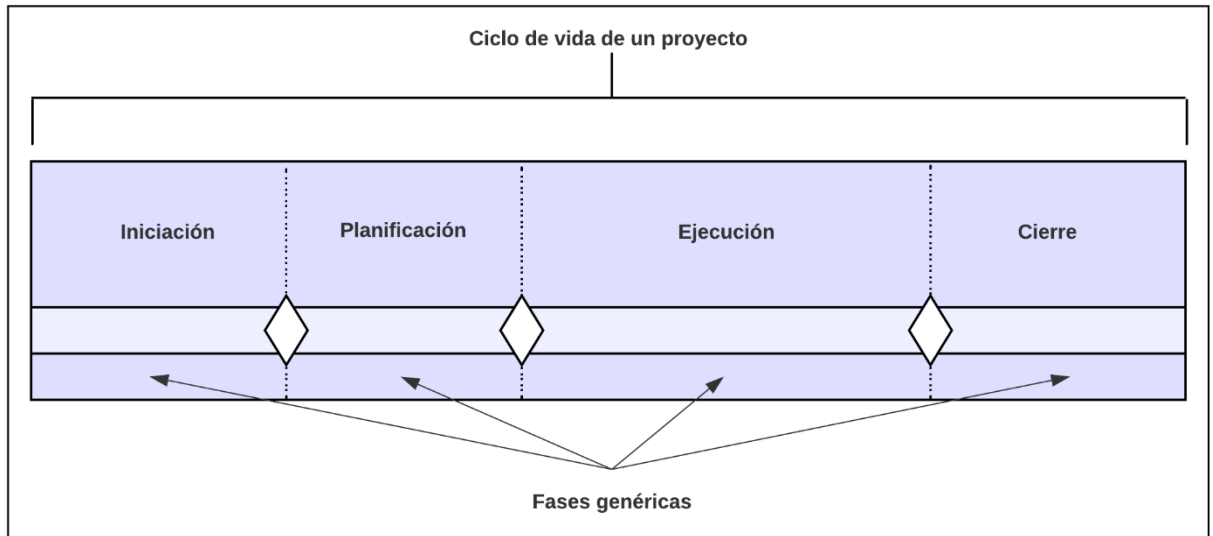 Ciclo de vida de un proyecto
Iniciación
Planificación
Ejecución
Cierre
Fases genéricas